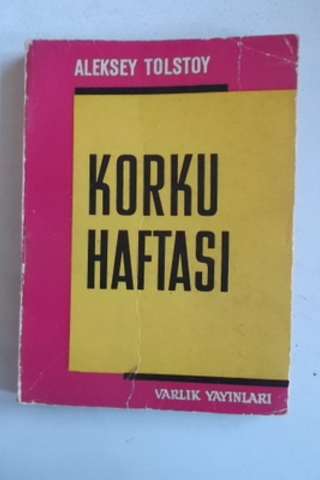 ALEKSEY TOLSTOY
KORKU
HAFTASI
VARLIK YAYINLARI